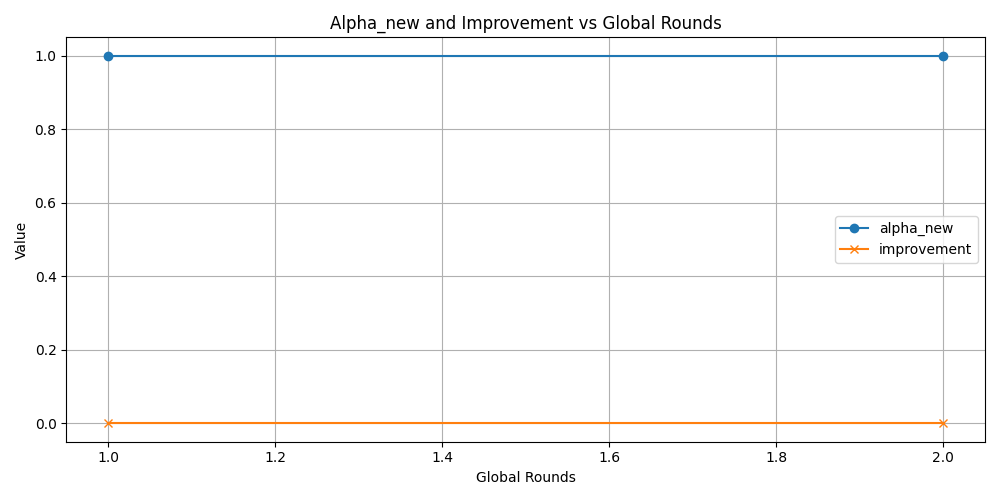 Alpha_new and Improvement vs Global Rounds
1.0
0.8
0.6
0.4
0.2
0.0
Value
alpha_new
improvement
1.0 1.2 1.4 1.6 1.8 2.0
Global Rounds